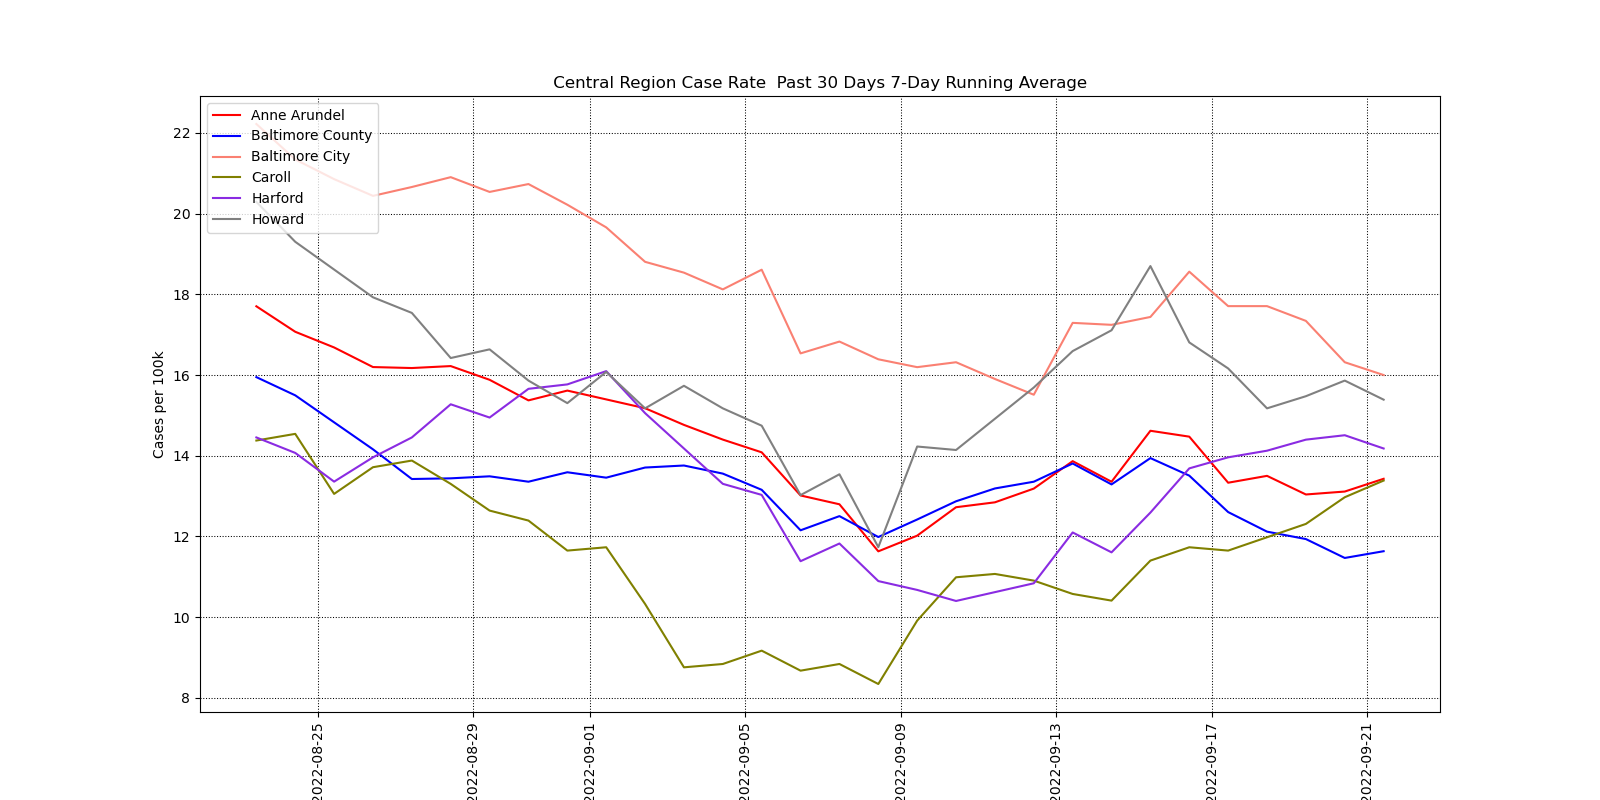 Central Region Case Rate  Past 30 Days 7-Day Running Average
Anne Arundel
Baltimore County
Baltimore City
Caroll
Harford
Howard
Cases per 100k
22
20
18
16
14
12
10
8
2022-08-25
2022-08-29
2022-09-01
2022-09-05
2022-09-09
2022-09-13
2022-09-17
2022-09-21